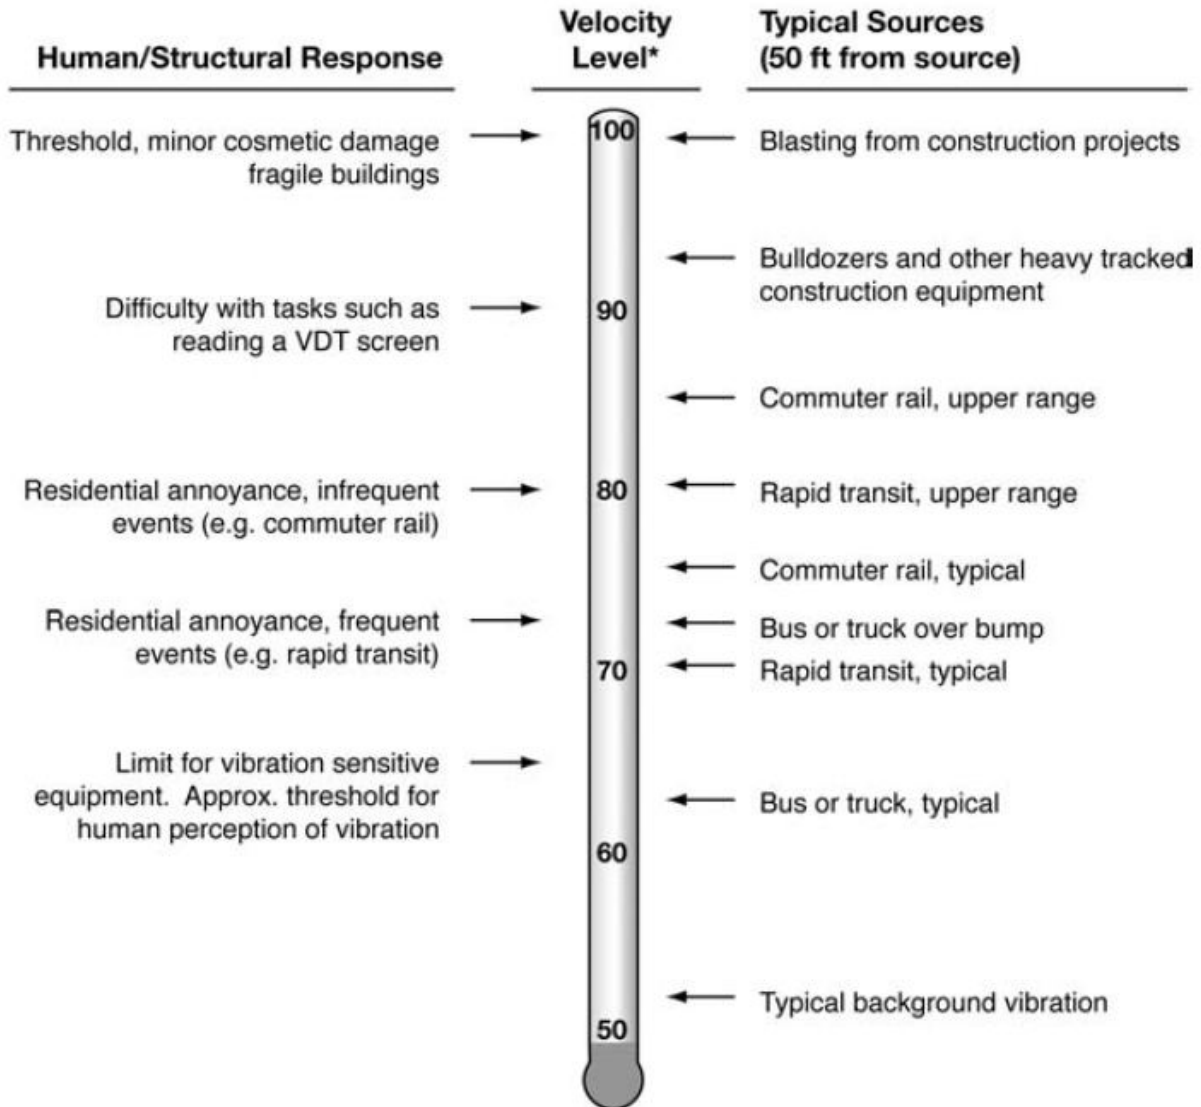 Human/Structural Response
Velocity
Level*
Typical Sources
(50 ft from source)
Threshold, minor cosmetic damage
fragile buildings
100
Blasting from construction projects
Bulldozers and other heavy tracked
construction equipment
Difficulty with tasks such as
reading a VDT screen
90
Commuter rail, upper range
Residential annoyance, infrequent
events (e.g. commuter rail)
80
Rapid transit, upper range
Commuter rail, typical
Residential annoyance, frequent
events (e.g. rapid transit)
Bus or truck over bump
70
Rapid transit, typical
Limit for vibration sensitive
equipment. Approx. threshold for
human perception of vibration
Bus or truck, typical
60
Typical background vibration
50